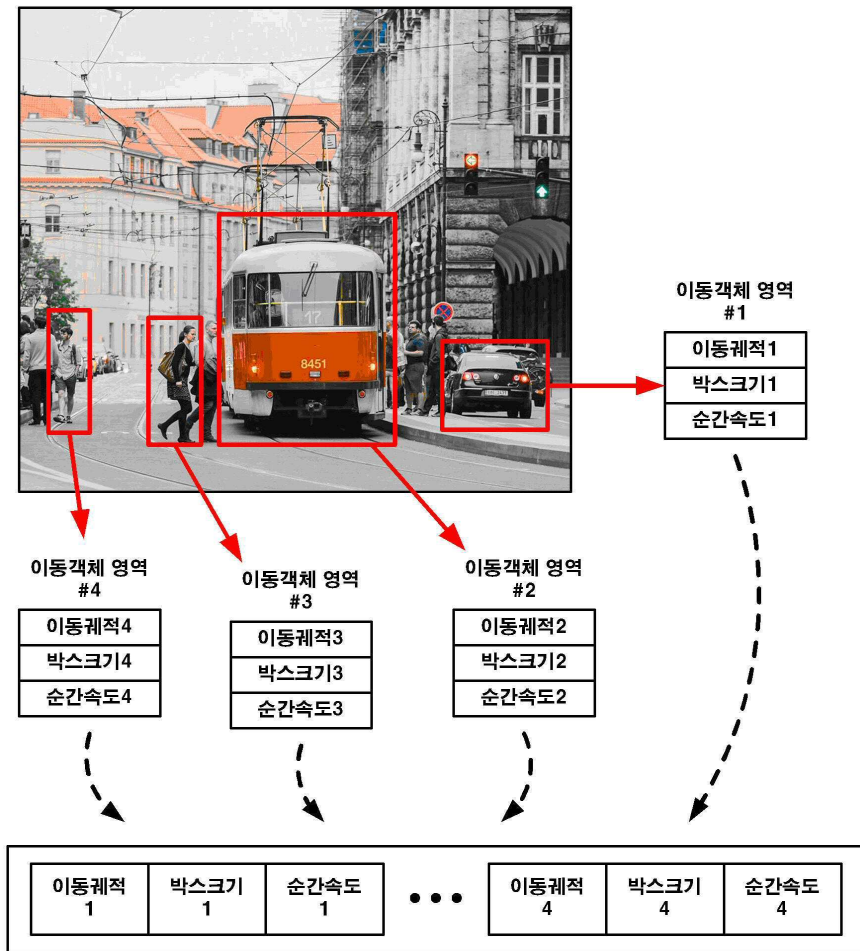 17
8451
이동객체 영역
#1
이동궤적1
박스크기1
순간속도1
이동객체 영역
#4
이동궤적4
박스크기4
순간속도4
이동객체 영역
#3
이동궤적3
박스크기3
순간속도3
이동객체 영역
#2
이동궤적2
박스크기2
순간속도2
이동궤적
1
박스크기
1
순간속도
1
이동궤적
4
박스크기
4
순간속도
4